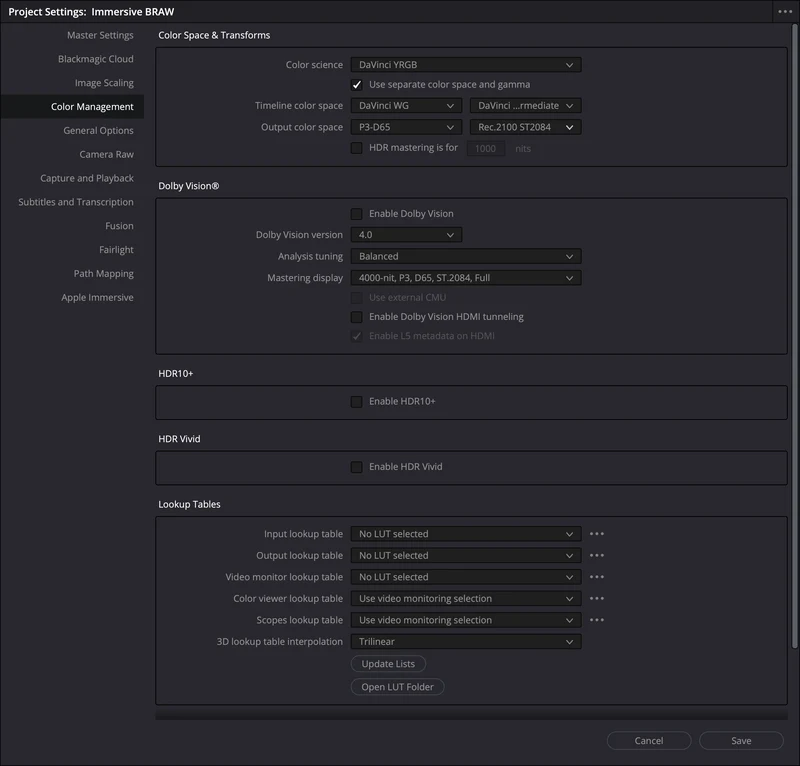 Project Settings: Immersive BRAW
Master Settings
Blackmagic Cloud
Image Scaling
Color Management
General Options
Camera Raw
Capture and Playback
Subtitles and Transcription
Fusion
Fairlight
Path Mapping
Apple Immersive
Color Space & Transforms
Color science DaVinci YRGB
Use separate color space and gamma
Timeline color space DaVinci WG DaVinci ...rmediate
Output color space P3-D65 Rec.2100 ST2084
HDR mastering is for 1000 nits
Dolby Vision®
Enable Dolby Vision
Dolby Vision version 4.0
Analysis tuning Balanced
Mastering display 4000-nit, P3, D65, ST.2084, Full
Use external CMU
Enable Dolby Vision HDMI tunneling
Enable L5 metadata on HDMI
HDR10+
Enable HDR10+
HDR Vivid
Enable HDR Vivid
Lookup Tables
Input lookup table No LUT selected
Output lookup table No LUT selected
Video monitor lookup table No LUT selected
Color viewer lookup table Use video monitoring selection
Scopes lookup table Use video monitoring selection
3D lookup table interpolation Trilinear
Update Lists
Open LUT Folder
Cancel Save